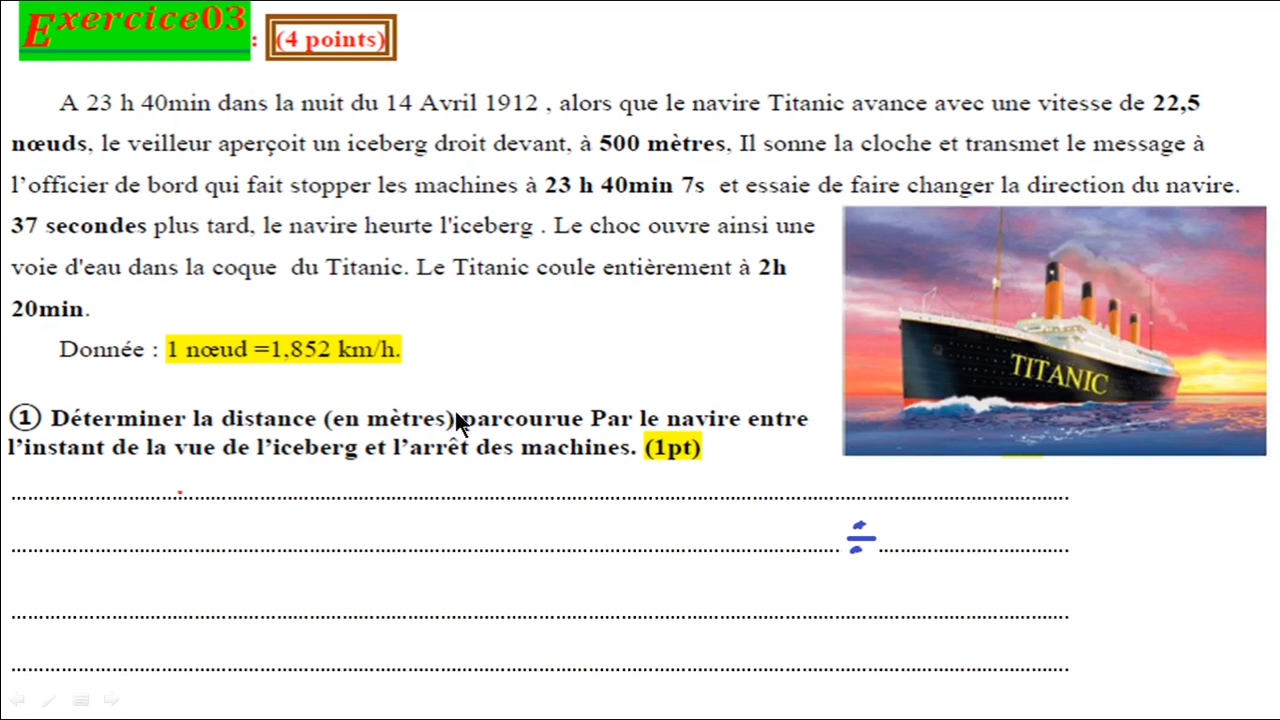 Exercice03 : (4 points)
A 23 h 40min dans la nuit du 14 Avril 1912 , alors que le navire Titanic avance avec une vitesse de 22,5
nœuds, le veilleur aperçoit un iceberg droit devant, à 500 mètres, Il sonne la cloche et transmet le message à
l'officier de bord qui fait stopper les machines à 23 h 40min 7s et essaie de faire changer la direction du navire.
37 secondes plus tard, le navire heurte l'iceberg . Le choc ouvre ainsi une
voie d'eau dans la coque du Titanic. Le Titanic coule entièrement à 2h
20min.
Donnée : 1 nœud =1,852 km/h.
TITANIC
① Déterminer la distance (en mètres) parcourue Par le navire entre
l'instant de la vue de l'iceberg et l'arrêt des machines. (1pt)
÷